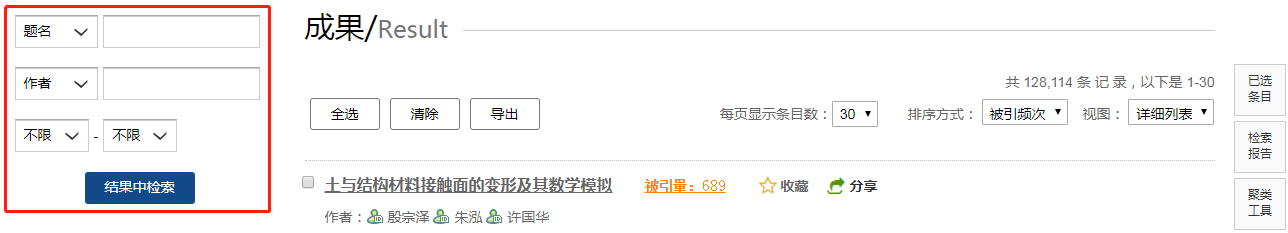 题名
作者
不限 - 不限
结果中检索
成果/Result
共 128,114 条 记 录，以下是 1-30
全选 清除 导出 每页显示条目数： 30 排序方式： 被引频次 视图： 详细列表
土与结构材料接触面的变形及其数学模拟 被引量：689 收藏 分享
作者： 殷宗泽 朱泓 许国华
已选
条目
检索
报告
聚类
工具